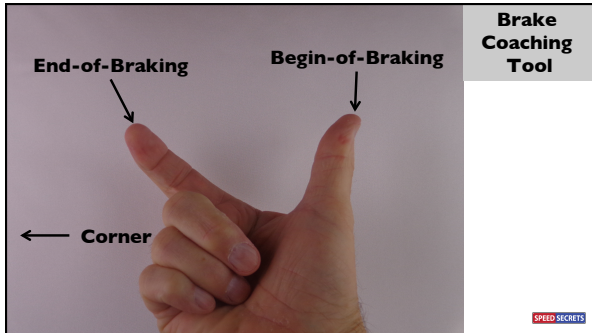 Brake
Coaching
Tool
End-of-Braking
Begin-of-Braking
Corner
SPEED SECRETS